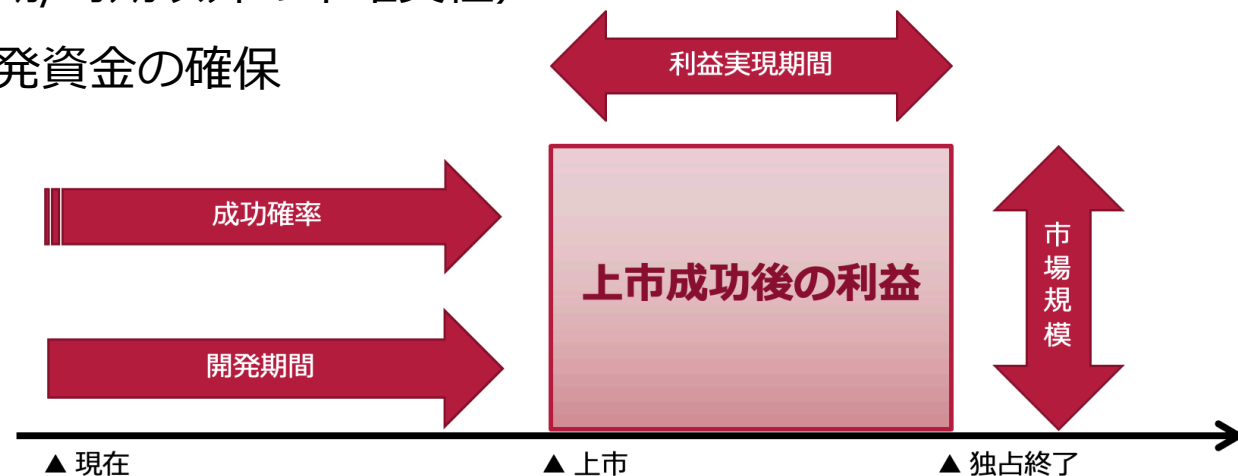 発資金の確保
利益実現期間
成功確率
上市成功後の利益
市場規模
開発期間
▲ 現在
▲ 上市
▲ 独占終了